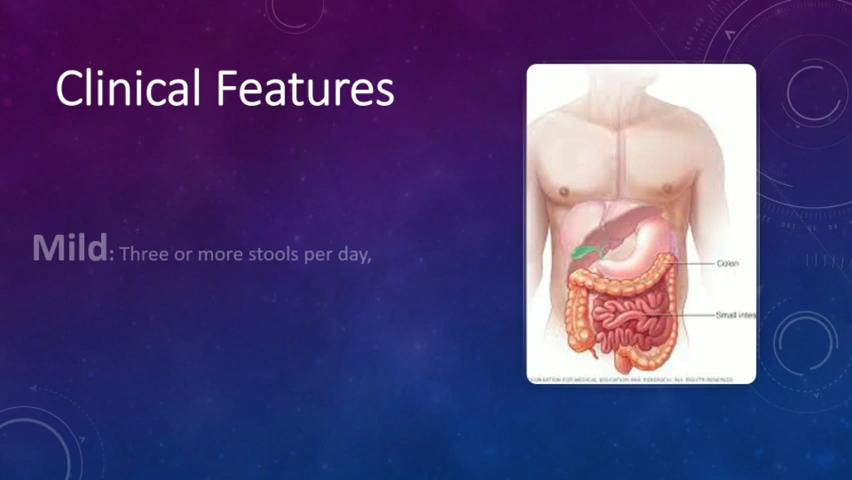 Clinical Features
Mild: Three or more stools per day,
Colon
Small intes